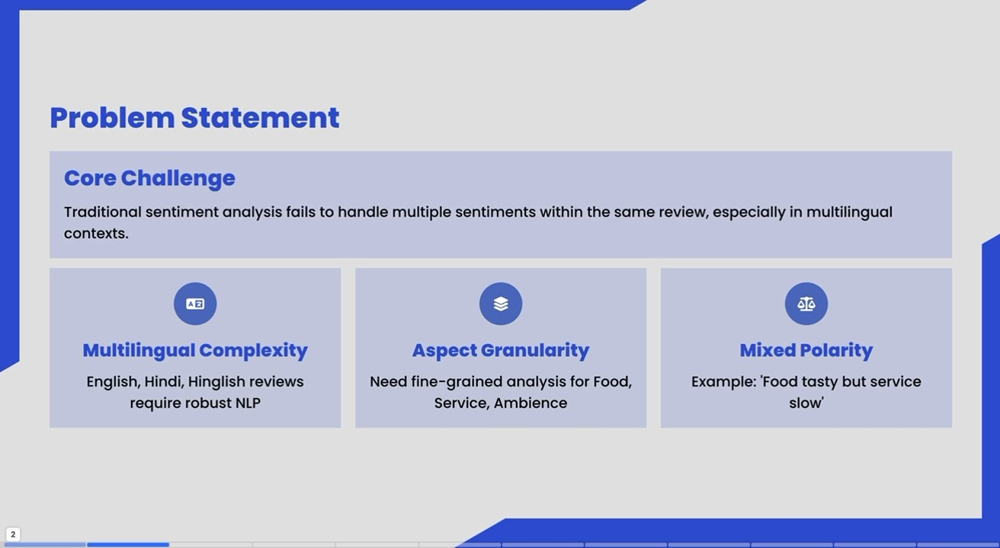 Problem Statement
Core Challenge
Traditional sentiment analysis fails to handle multiple sentiments within the same review, especially in multilingual
contexts.
Multilingual Complexity
English, Hindi, Hinglish reviews
require robust NLP
Aspect Granularity
Need fine-grained analysis for Food,
Service, Ambience
Mixed Polarity
Example: 'Food tasty but service
slow'
2